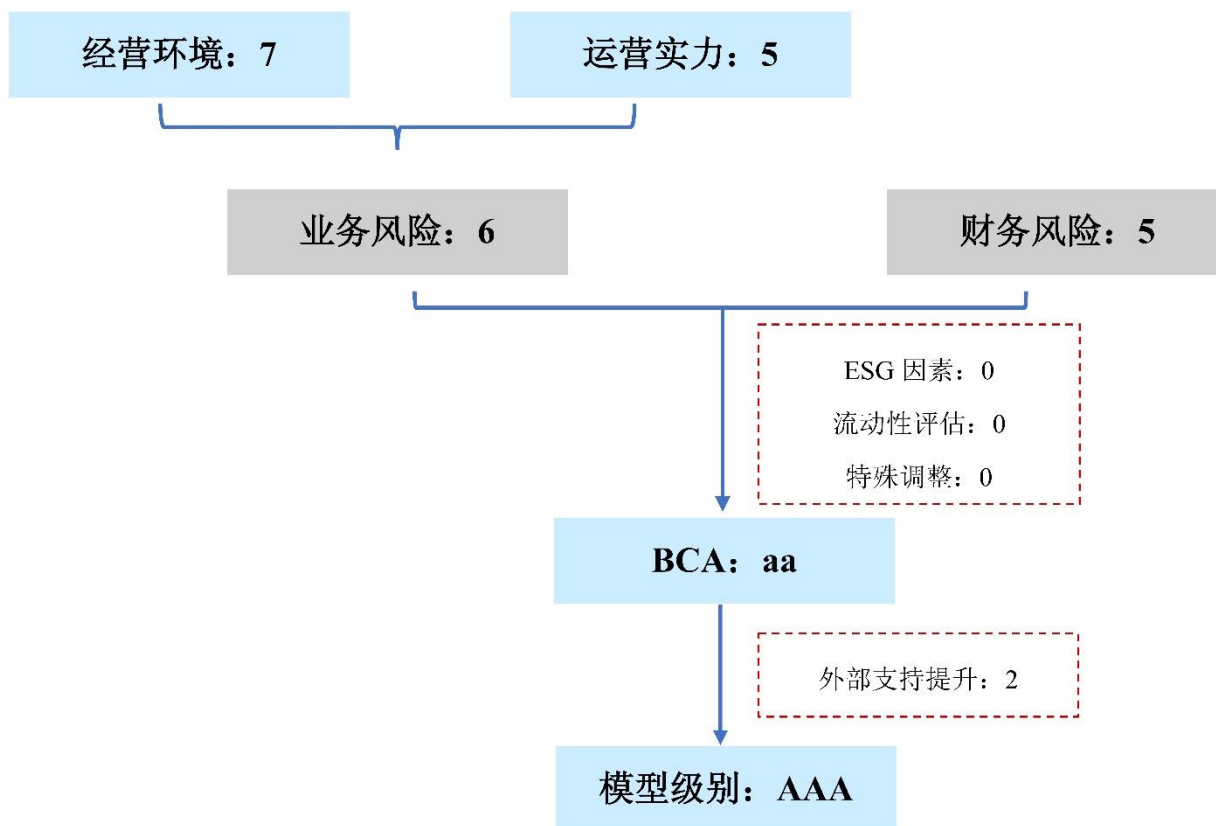 经营环境：7
运营实力：5
业务风险：6
财务风险：5
ESG 因素：0
流动性评估：0
特殊调整：0
BCA：aa
外部支持提升：2
模型级别：AAA